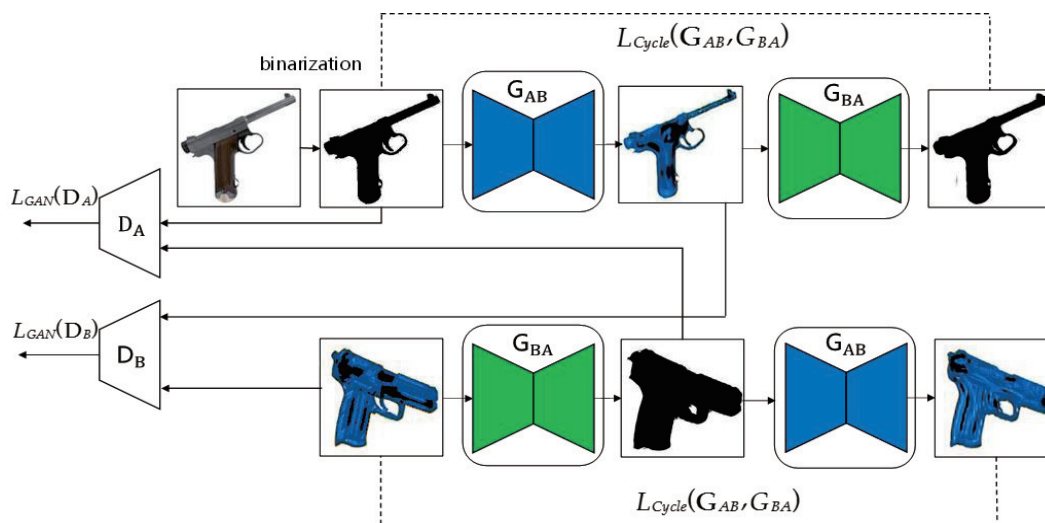 L_Cycle(G_AB, G_BA)
binarization
G_AB
G_BA
L_GAN(D_A)
D_A
L_GAN(D_B)
D_B
G_BA
G_AB
L_Cycle(G_AB, G_BA)